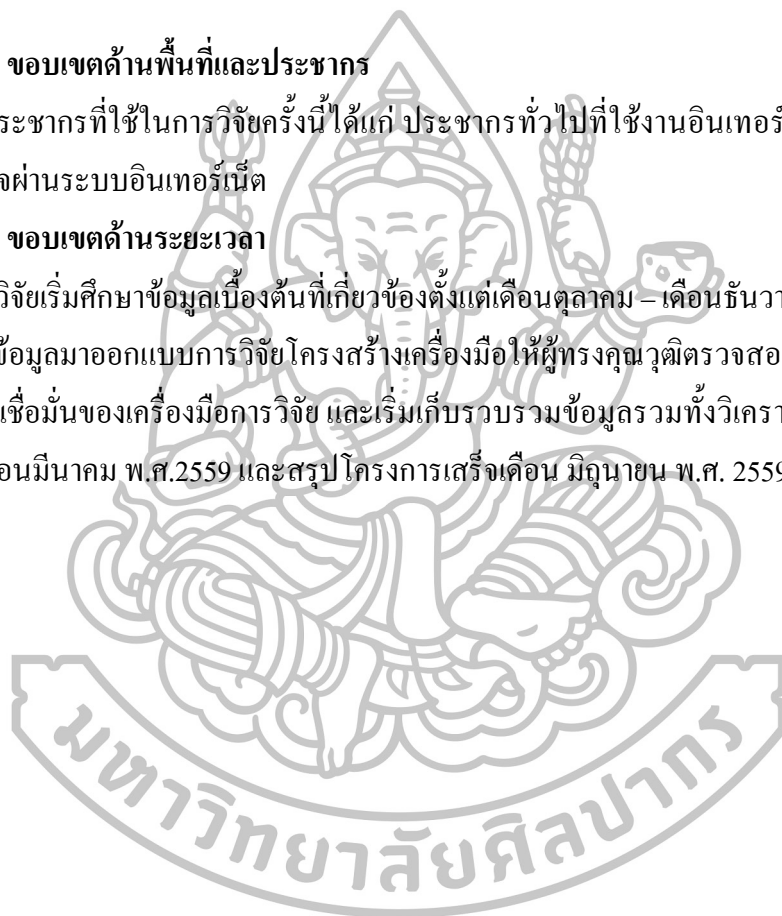 ขอบเขตด้านพื้นที่และประชากร
ระชากรที่ใช้ในการวิจัยครั้งนี้ได้แก่ ประชากรทั่วไปที่ใช้งานอินเทอร์
จผ่านระบบอินเทอร์เน็ต
ขอบเขตด้านระยะเวลา
วิจัยเริ่มศึกษาข้อมูลเบื้องต้นที่เกี่ยวข้องตั้งแต่เดือนตุลาคม – เดือนธันวา
ข้อมูลมาออกแบบการวิจัยโครงสร้างเครื่องมือให้ผู้ทรงคุณวุฒิตรวจสอ
เชื่อมั่นของเครื่องมือการวิจัย และเริ่มเก็บรวบรวมข้อมูลรวมทั้งวิเครา
อนมีนาคม พ.ศ.2559 และสรุปโครงการเสร็จเดือน มิถุนายน พ.ศ. 2559
มหาวิทยาลัยศิลปากร